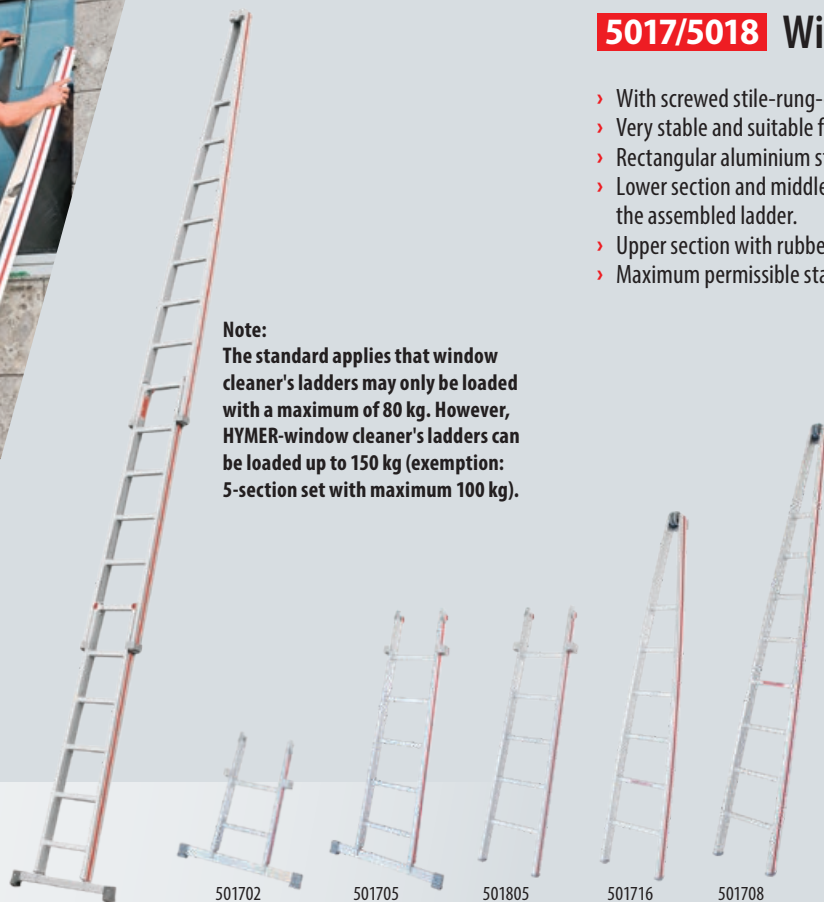 5017/5018 Wi
› With screwed stile-rung-
› Very stable and suitable f
› Rectangular aluminium st
› Lower section and middle
the assembled ladder.
› Upper section with rubbe
› Maximum permissible sta
Note:
The standard applies that window
cleaner's ladders may only be loaded
with a maximum of 80 kg. However,
HYMER-window cleaner's ladders can
be loaded up to 150 kg (exemption:
5-section set with maximum 100 kg).
501702 501705 501805 501716 501708